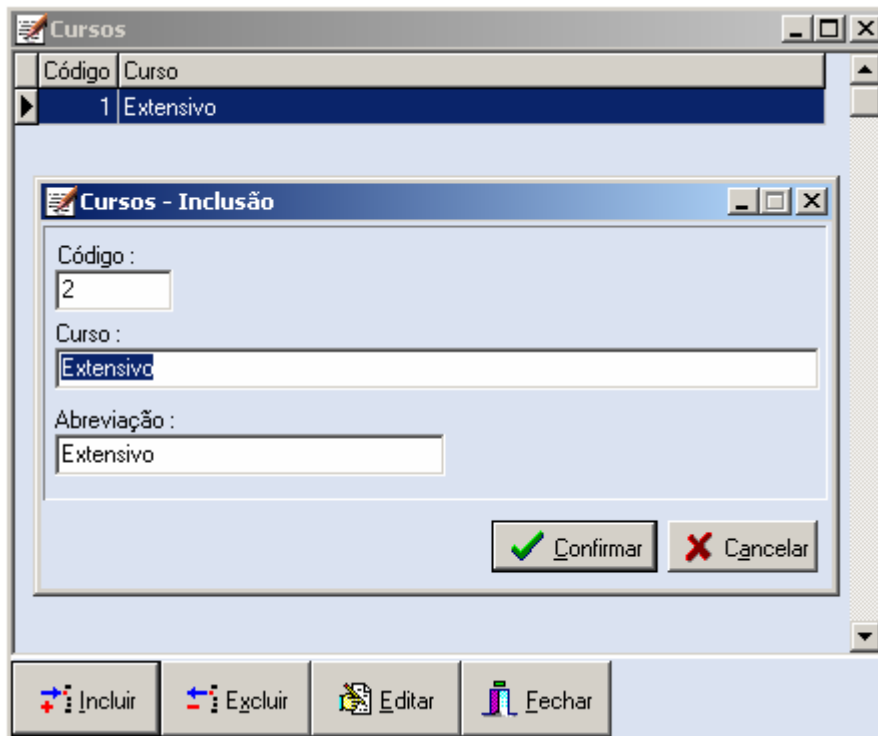 Cursos
Código Curso
1 Extensivo
Cursos - Inclusão
Código :
2
Curso :
Extensivo
Abreviação :
Extensivo
Confirmar Cancelar
Incluir Excluir Editar Fechar